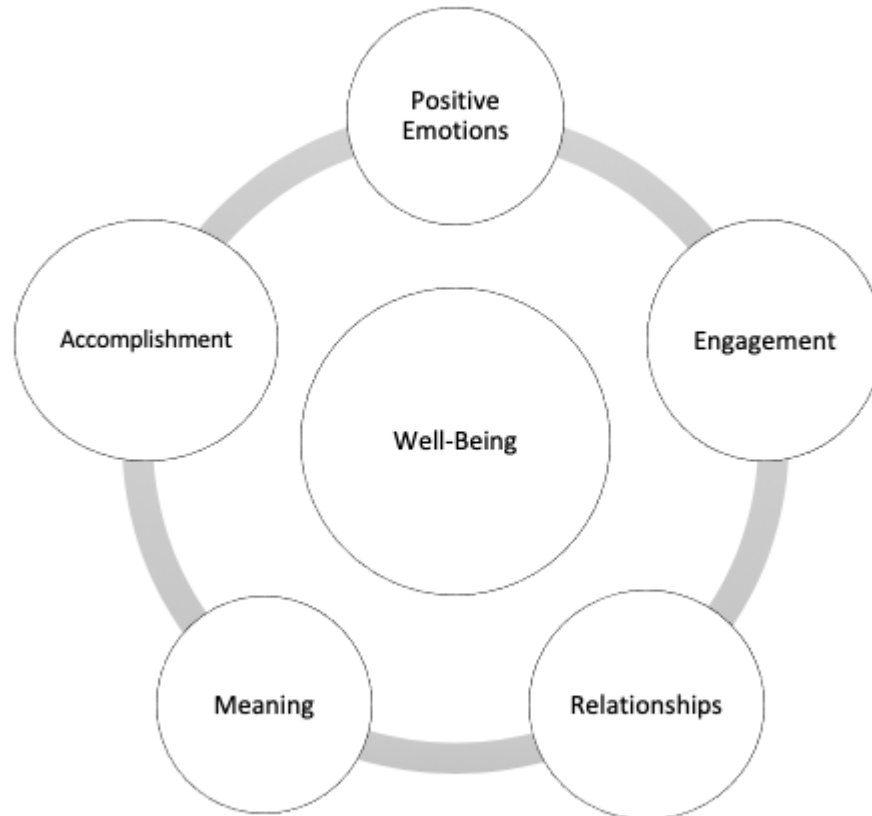 Positive
Emotions
Accomplishment
Engagement
Well-Being
Meaning
Relationships